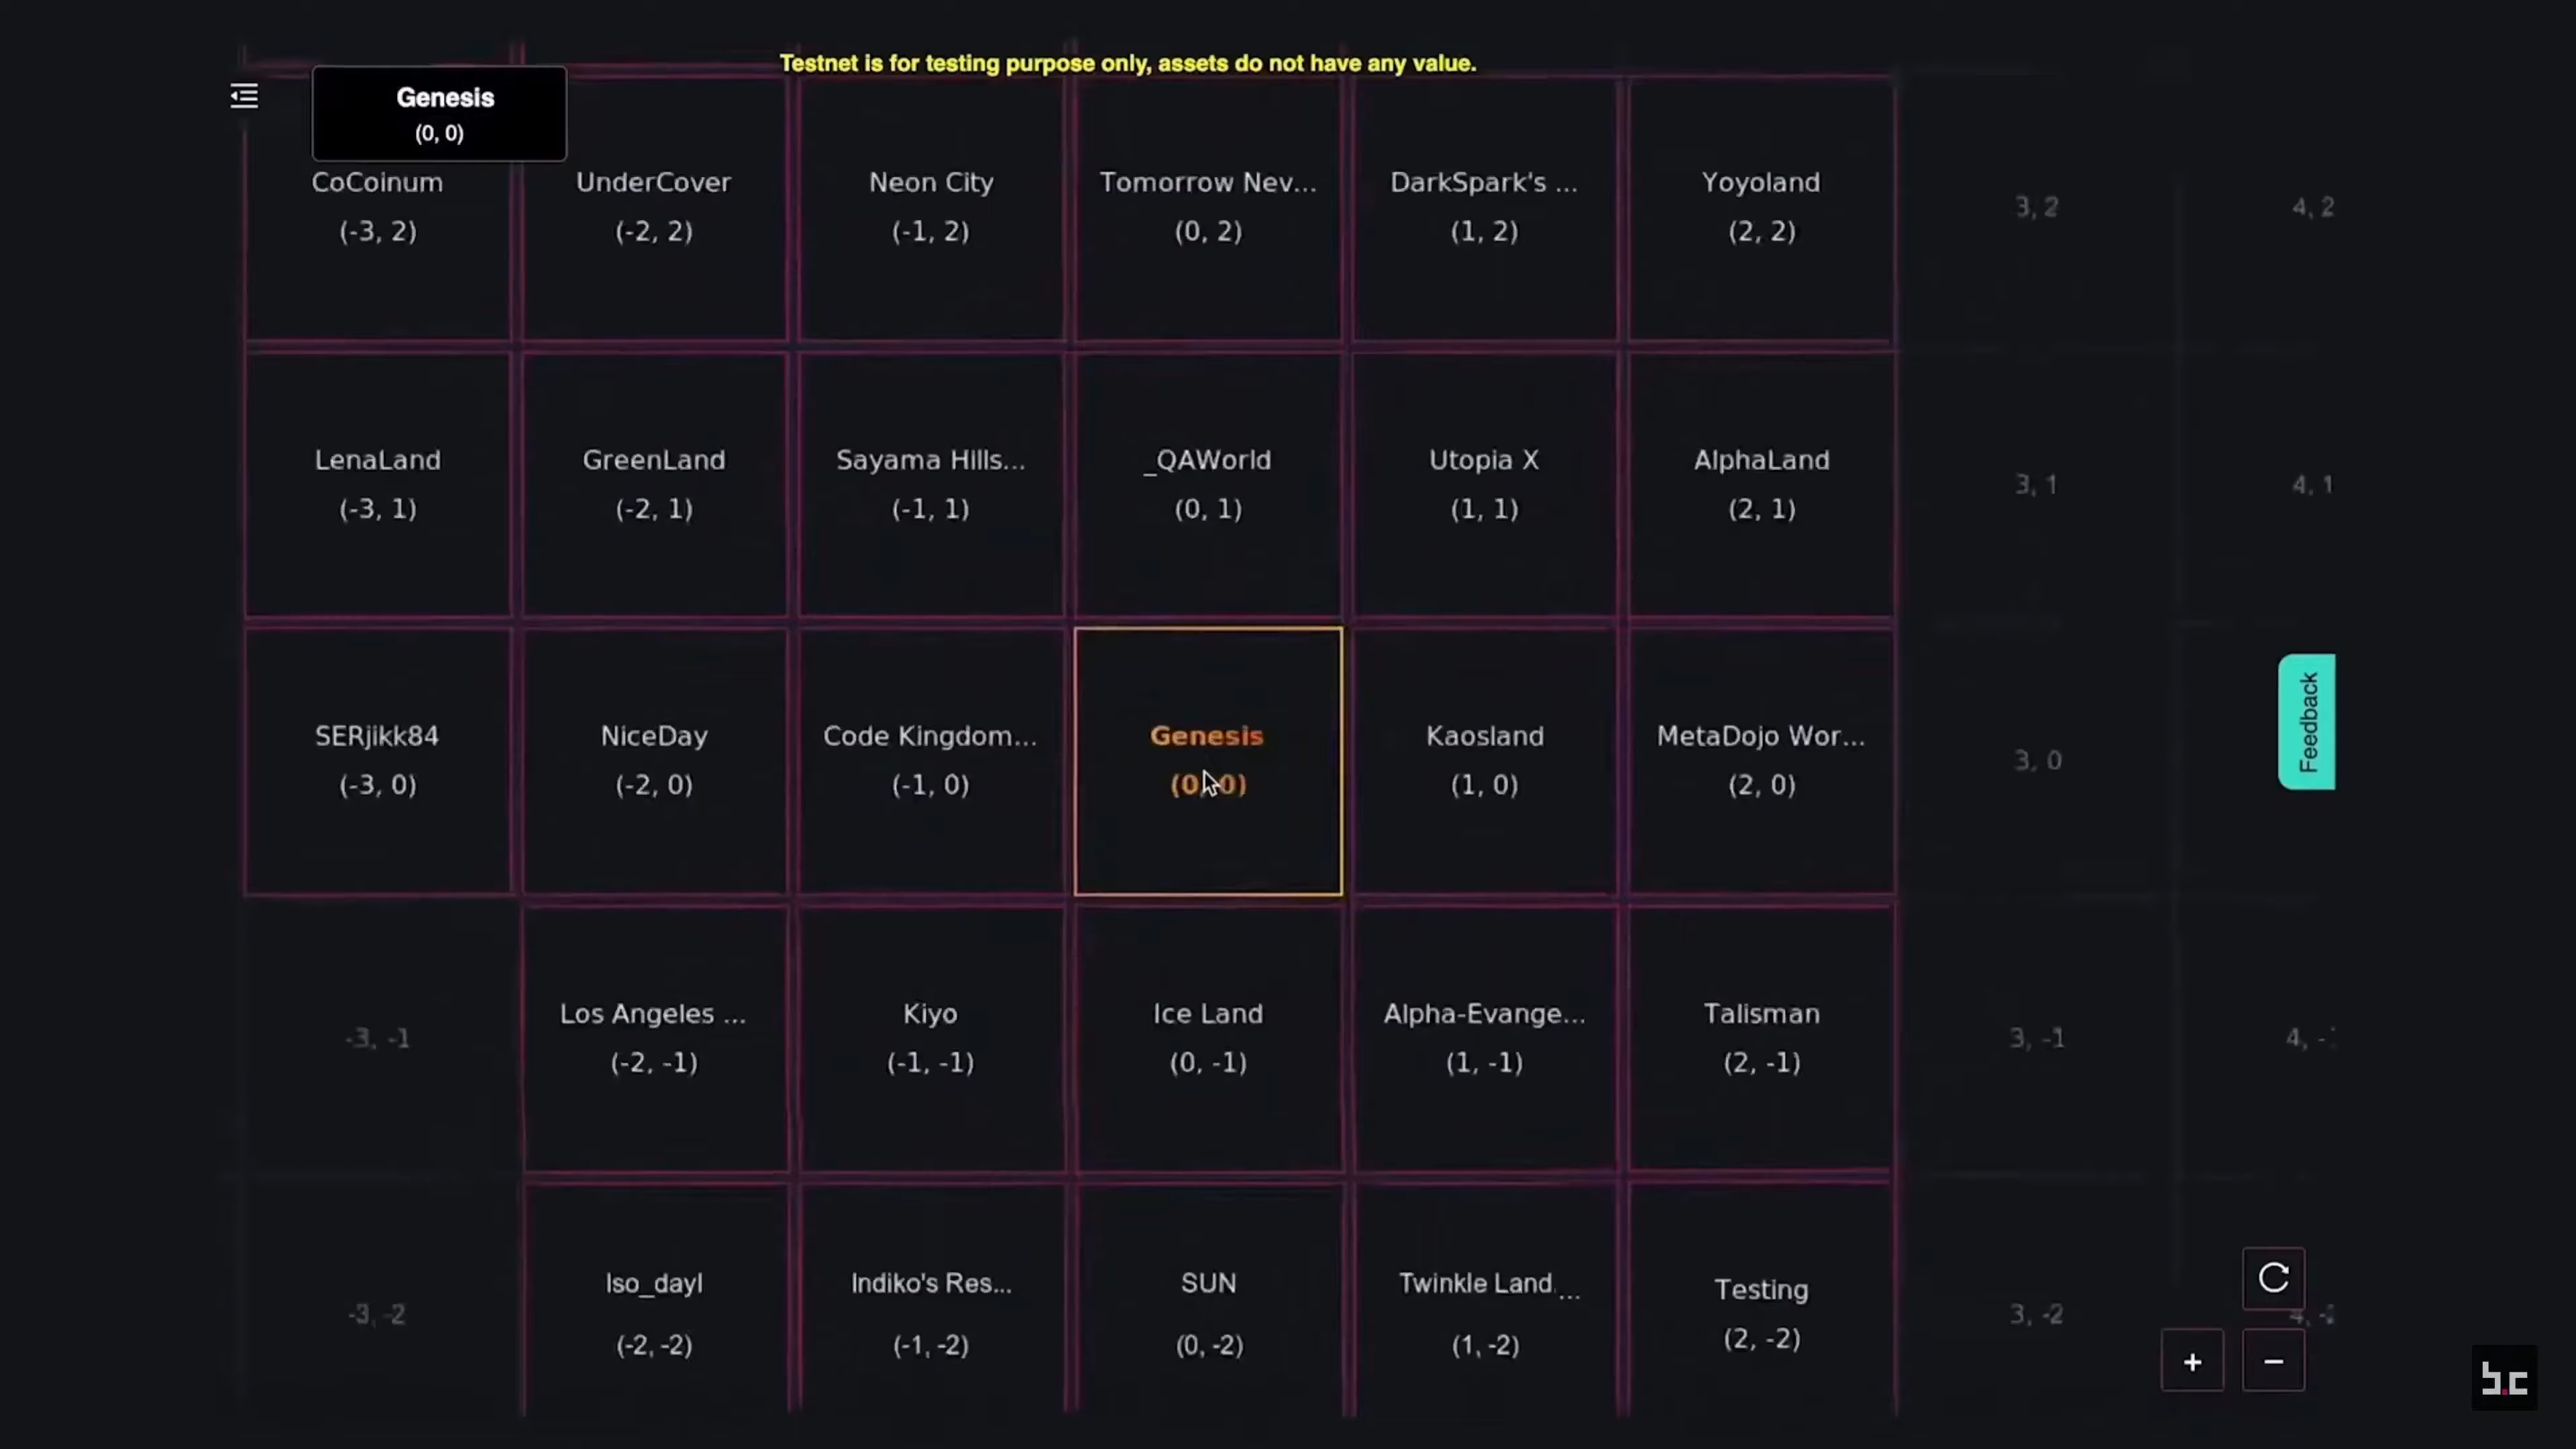 Testnet is for testing purpose only, assets do not have any value.
Genesis
(0, 0)
CoCoinum
(-3, 2)
UnderCover
(-2, 2)
Neon City
(-1, 2)
Tomorrow Nev...
(0, 2)
DarkSpark's ...
(1, 2)
Yoyoland
(2, 2)
3, 2
4, 2
LenaLand
(-3, 1)
GreenLand
(-2, 1)
Sayama Hills...
(-1, 1)
_QAWorld
(0, 1)
Utopia X
(1, 1)
AlphaLand
(2, 1)
3, 1
4, 1
SERjikk84
(-3, 0)
NiceDay
(-2, 0)
Code Kingdom...
(-1, 0)
Genesis
(0, 0)
Kaosland
(1, 0)
MetaDojo Wor...
(2, 0)
3, 0
Feedback
-3, -1
Los Angeles ...
(-2, -1)
Kiyo
(-1, -1)
Ice Land
(0, -1)
Alpha-Evange...
(1, -1)
Talisman
(2, -1)
3, -1
4, -
-3, -2
Iso_dayl
(-2, -2)
Indiko's Res...
(-1, -2)
SUN
(0, -2)
Twinkle Land...
(1, -2)
Testing
(2, -2)
3, -2
4, -
+
−
b.c